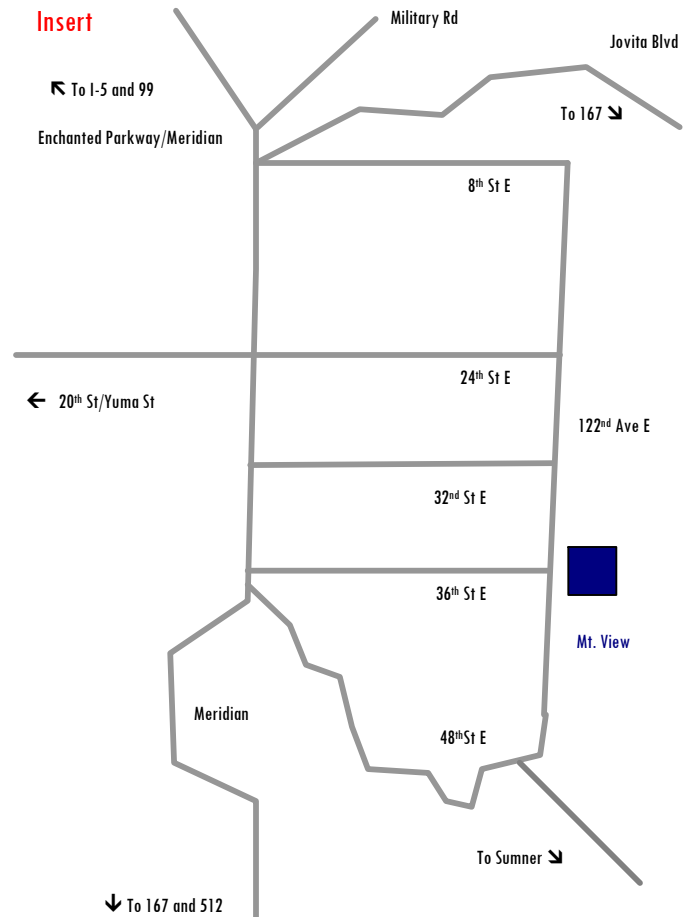 Insert
Military Rd
Jovita Blvd
🡼 To I-5 and 99
To 167 🡾
Enchanted Parkway/Meridian
8th St E
24th St E
🡸 20th St/Yuma St
122nd Ave E
32nd St E
36th St E
Mt. View
Meridian
48thSt E
To Sumner 🡾
🡻 To 167 and 512